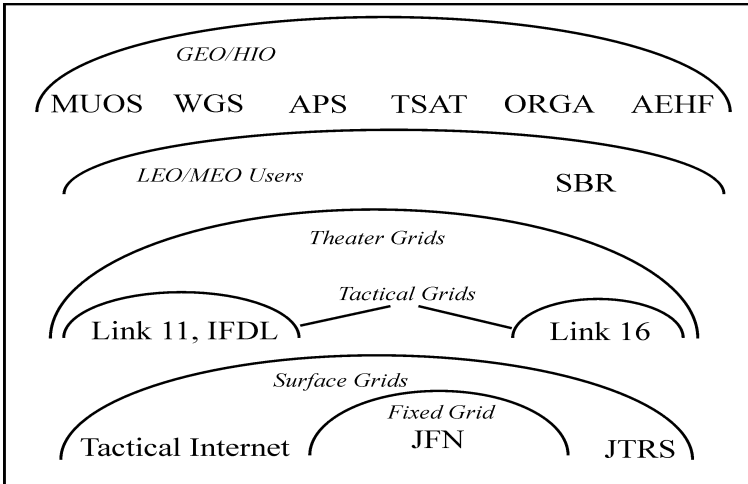 GEO/HIO
MUOS WGS APS TSAT ORGA AEHF
LEO/MEO Users
SBR
Theater Grids
Tactical Grids
Link 11, IFDL
Link 16
Surface Grids
Fixed Grid
Tactical Internet
JFN
JTRS